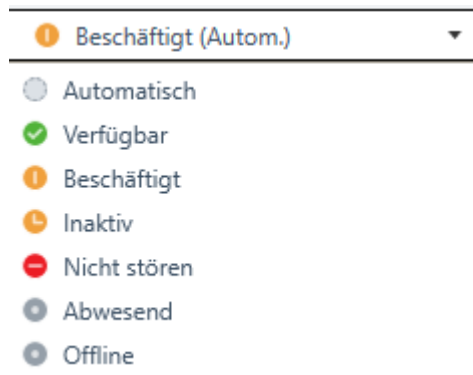 Beschäftigt (Autom.)
Automatisch
Verfügbar
Beschäftigt
Inaktiv
Nicht stören
Abwesend
Offline